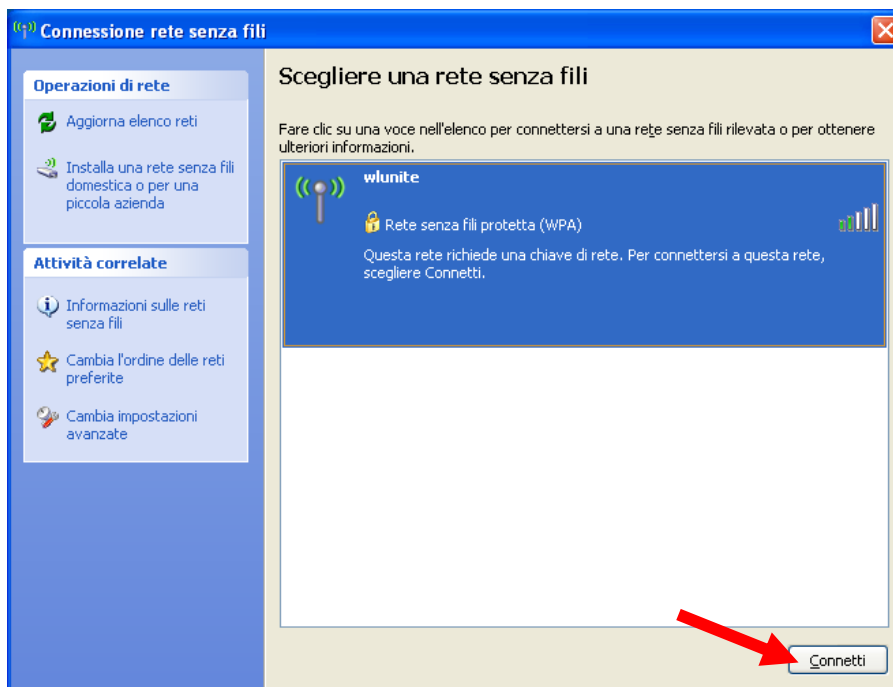 Connessione rete senza fili
Operazioni di rete
Aggiorna elenco reti
Installa una rete senza fili
domestica o per una
piccola azienda
Attività correlate
Informazioni sulle reti
senza fili
Cambia l'ordine delle reti
preferite
Cambia impostazioni
avanzate
Scegliere una rete senza fili
Fare clic su una voce nell'elenco per connettersi a una rete senza fili rilevata o per ottenere
ulteriori informazioni.
wlunite
Rete senza fili protetta (WPA)
Questa rete richiede una chiave di rete. Per connettersi a questa rete,
scegliere Connetti.
Connetti